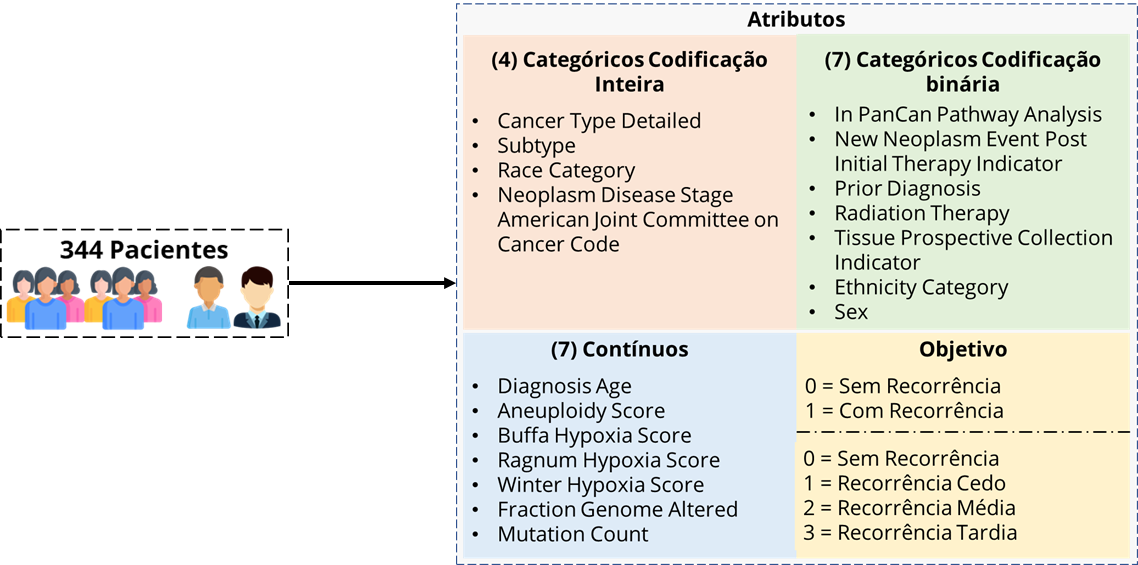 344 Pacientes
Atributos
(4) Categóricos Codificação
Inteira
• Cancer Type Detailed
• Subtype
• Race Category
• Neoplasm Disease Stage
American Joint Committee on
Cancer Code
(7) Categóricos Codificação
binária
• In PanCan Pathway Analysis
• New Neoplasm Event Post
Initial Therapy Indicator
• Prior Diagnosis
• Radiation Therapy
• Tissue Prospective Collection
Indicator
• Ethnicity Category
• Sex
(7) Contínuos
• Diagnosis Age
• Aneuploidy Score
• Buffa Hypoxia Score
• Ragnum Hypoxia Score
• Winter Hypoxia Score
• Fraction Genome Altered
• Mutation Count
Objetivo
0 = Sem Recorrência
1 = Com Recorrência
0 = Sem Recorrência
1 = Recorrência Cedo
2 = Recorrência Média
3 = Recorrência Tardia